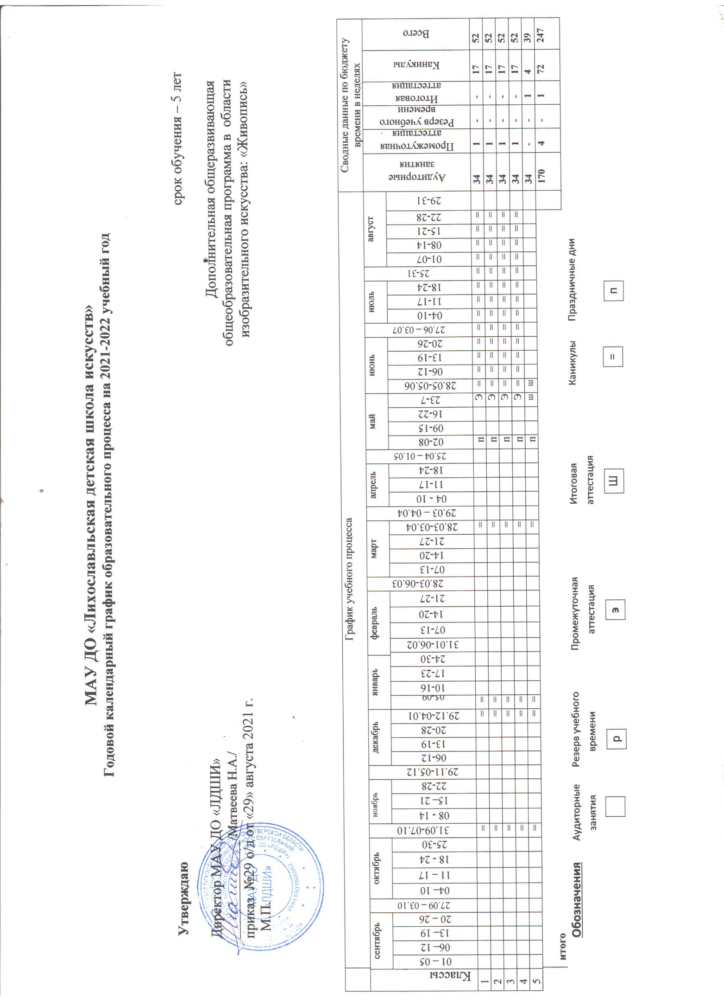 МАУ ДО «Лихославльская детская школа искусств»
Годовой календарный график образовательного процесса на 2021-2022 учебный год
Утверждаю
срок обучения – 5 лет
Директор МАУ ДО «ЛДШИ»
/Матвеева Н.А./
приказ №29 о/д от «29» августа 2021 г.
М.П.
МАУ ДО
«ЛДШИ»
ИНН 6931006662
Дополнительная общеразвивающая
общеобразовательная программа в области
изобразительного искусства: «Живопись»
График учебного процесса
Сводные данные по бюджету
времени в неделях
Классы
сентябрь 27.09 – 03.10 октябрь 31.09-07.10 ноябрь 29.11-05.12 декабрь январь февраль 28.03-06.03 март 29.03 – 04.04 апрель 25.04 – 01.05 май июнь 27.06 – 03.07 июль 25-31 август
01 – 05 06– 12 13– 19 20 – 26
04– 10 11 – 17 18 - 24 25-30
08 - 14 15– 21 22-28
06-12 13-19 20-28 29.12-04.01
05-09 10-16 17-23 24-30
31.01-06.02 07-13 14-20 21-27
07-13 14-20 21-27 28.03-03.04
04 - 10 11-17 18-24
02-08 09-15 16-22 23-7
28.05-05.06 06-12 13-19 20-26
04-10 11-17 18-24
01-07 08-14 15-21 22-28 29-31
Аудиторные занятия
Промежуточная аттестация
Резерв учебного времени
Итоговая аттестация
Каникулы
Всего
1 = = = = П Э = = = = = = = = = = = = = 34 1 - - 17 52
2 = = = = П Э = = = = = = = = = = = = = 34 1 - - 17 52
3 = = = = П Э = = = = = = = = = = = = = 34 1 - - 17 52
4 = = = = П Э = = = = = = = = = = = = = 34 1 - - 17 52
5 = = = = П Ш Ш 34 - - 1 4 39
итого 170 4 - 1 72 247
Обозначения
Аудиторные занятия
Резерв учебного времени
р
Промежуточная аттестация
э
Итоговая аттестация
Ш
Каникулы
=
Праздничные дни
п